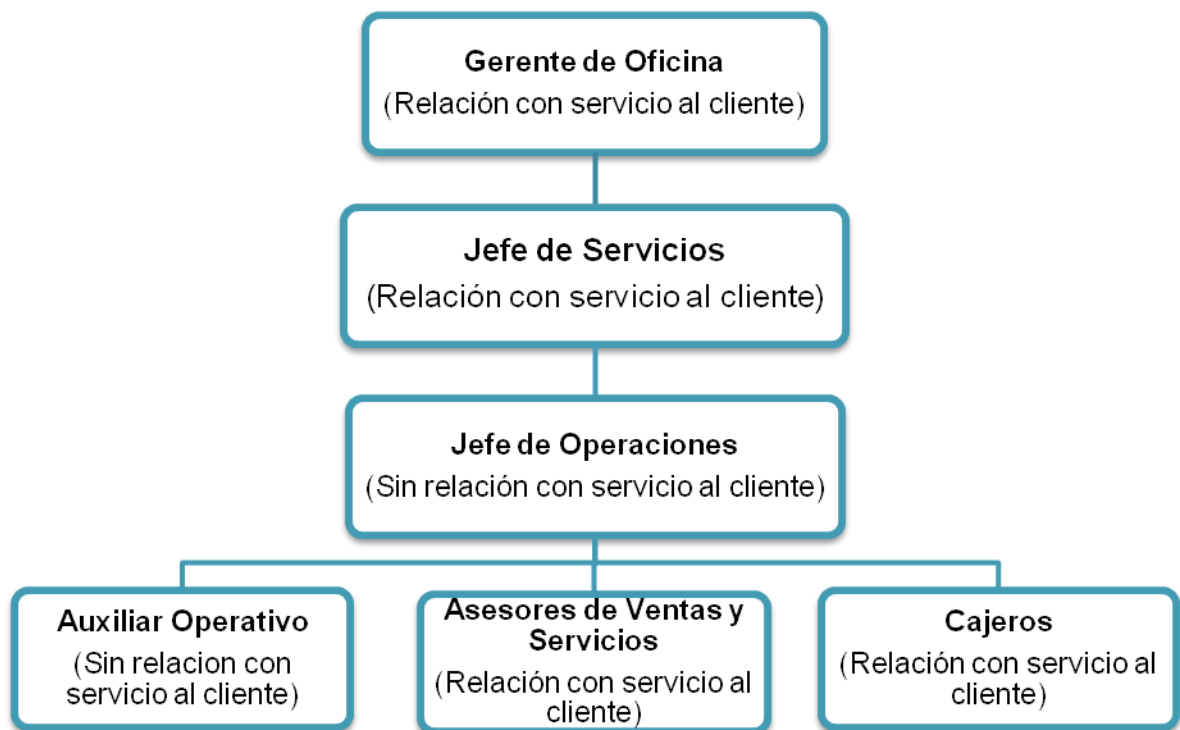 Gerente de Oficina
(Relación con servicio al cliente)
Jefe de Servicios
(Relación con servicio al cliente)
Jefe de Operaciones
(Sin relación con servicio al cliente)
Auxiliar Operativo
(Sin relacion con
servicio al cliente)
Asesores de Ventas y
Servicios
(Relación con servicio al
cliente)
Cajeros
(Relación con servicio al
cliente)